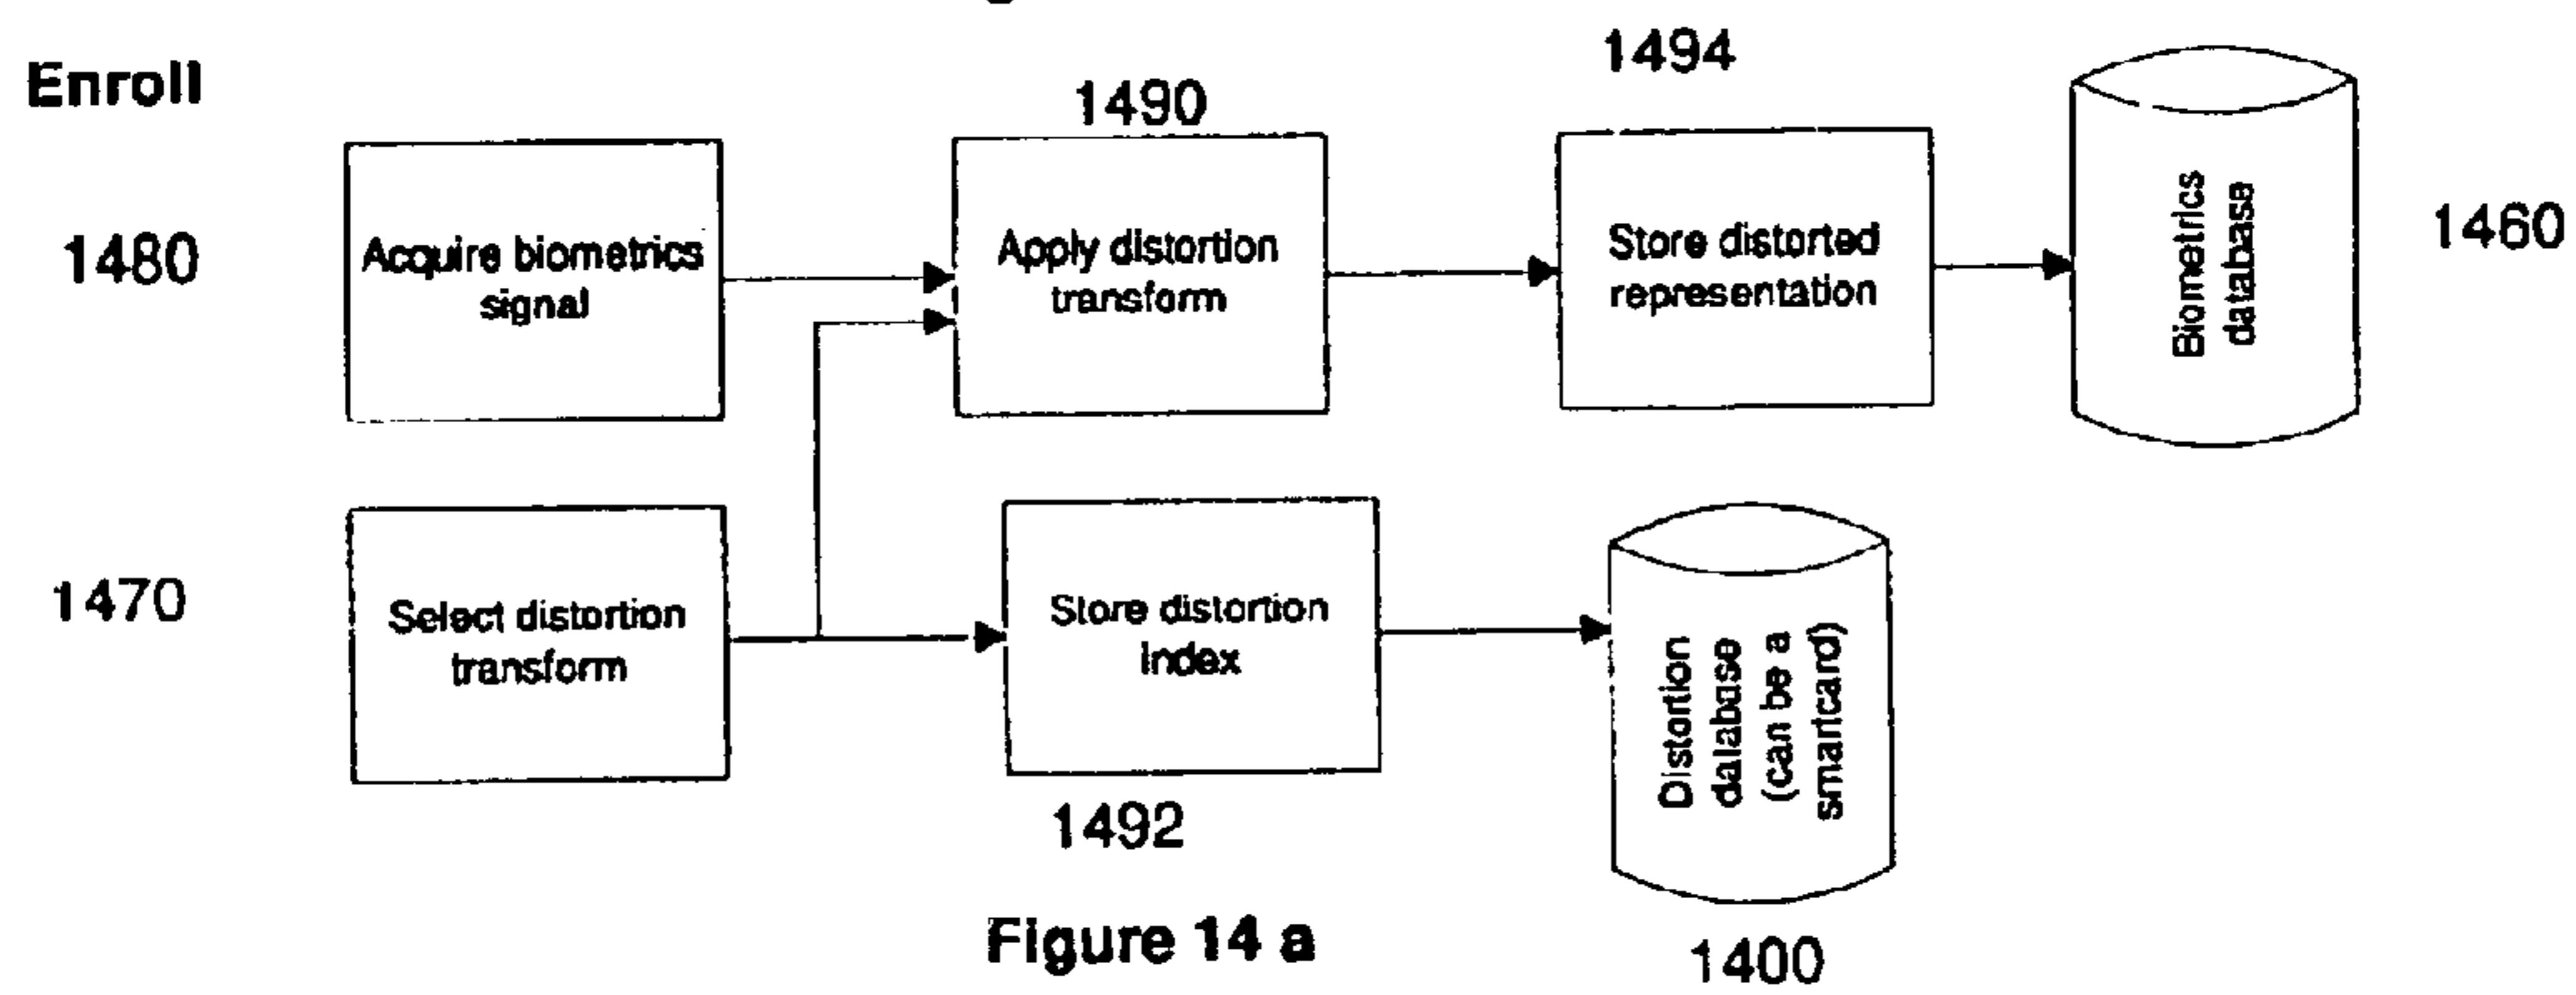 Enroll
1480
Acquire biometrics
signal
1490
Apply distortion
transform
1494
Store distorted
representation
Biometrics
database
1460
1470
Select distortion
transform
Store distortion
Index
1492
Distortion
dalabase
(can be a
smartcard)
1400
Figure 14 a